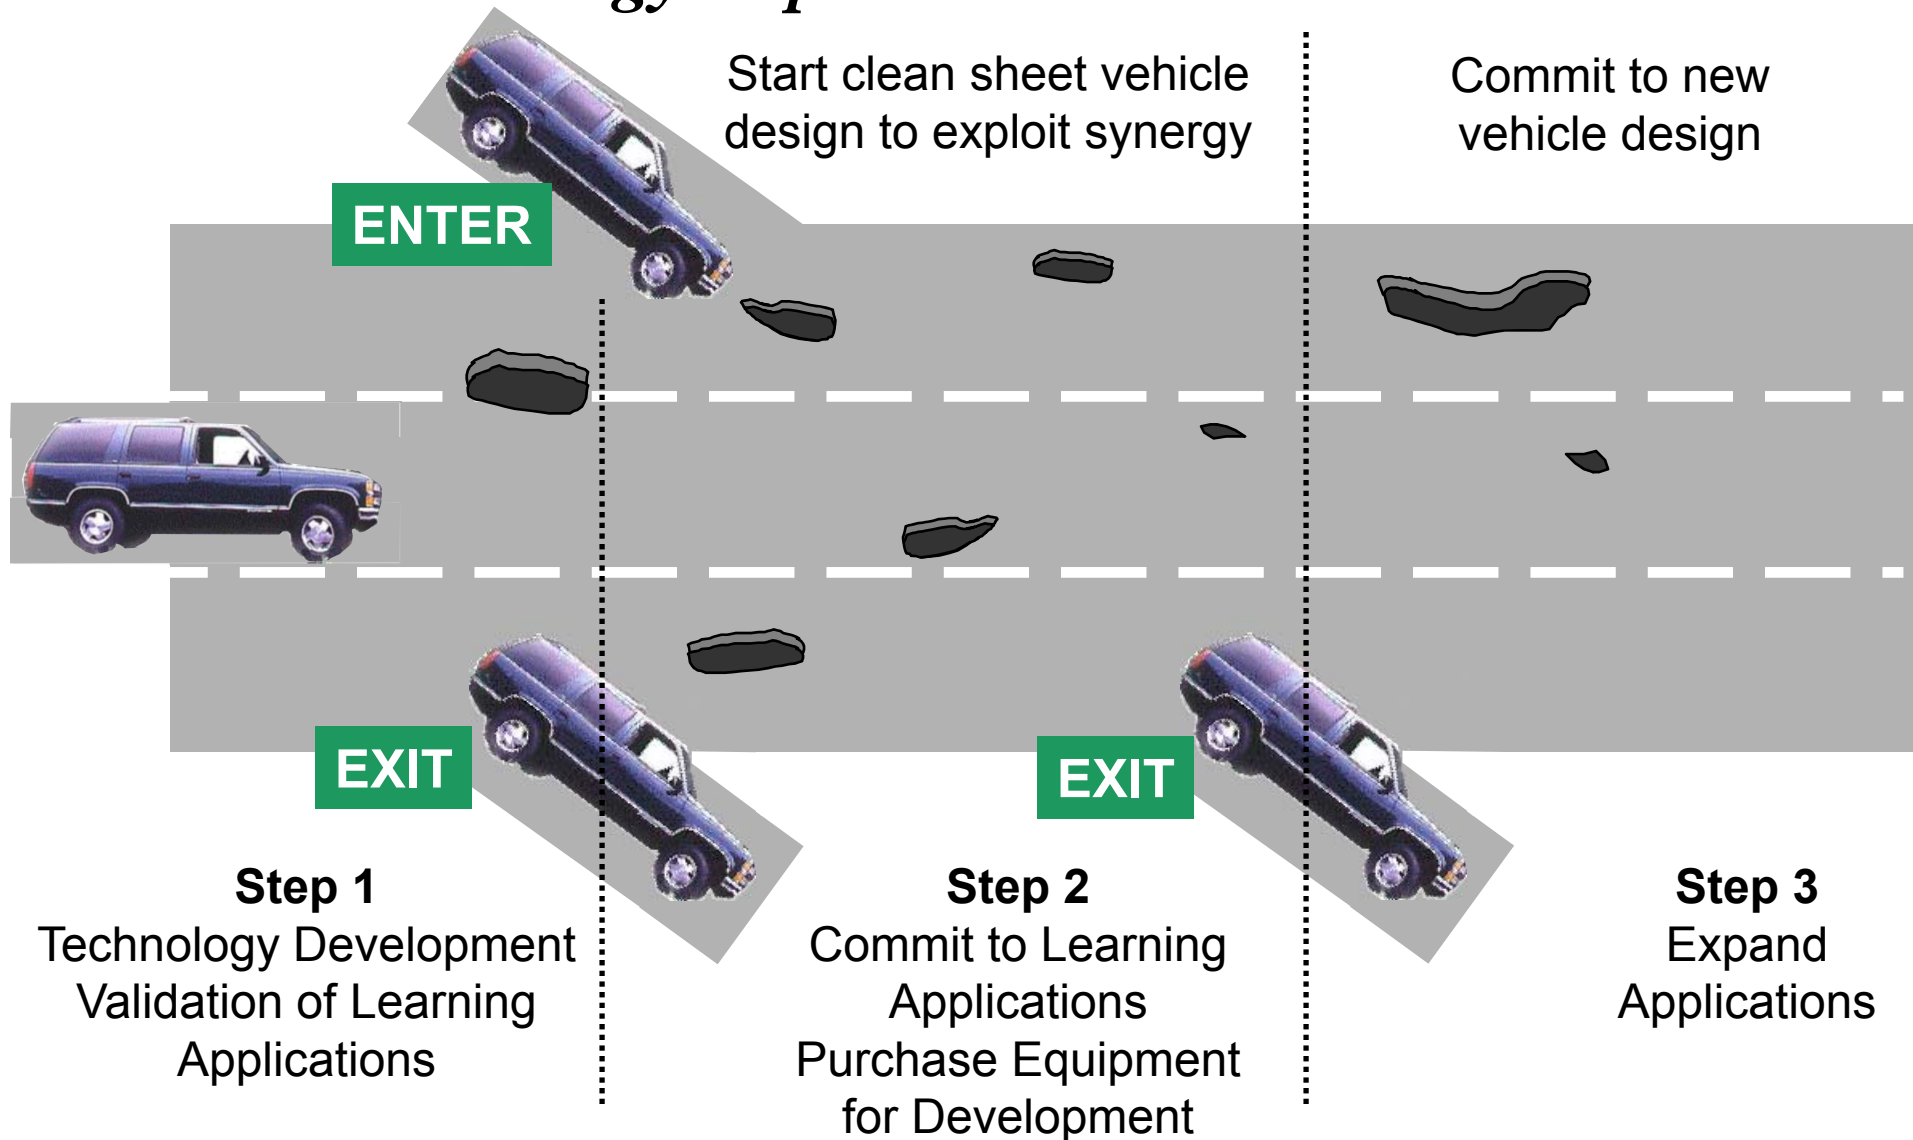 Start clean sheet vehicle
design to exploit synergy
Commit to new
vehicle design
ENTER
EXIT
EXIT
Step 1
Technology Development
Validation of Learning
Applications
Step 2
Commit to Learning
Applications
Purchase Equipment
for Development
Step 3
Expand
Applications